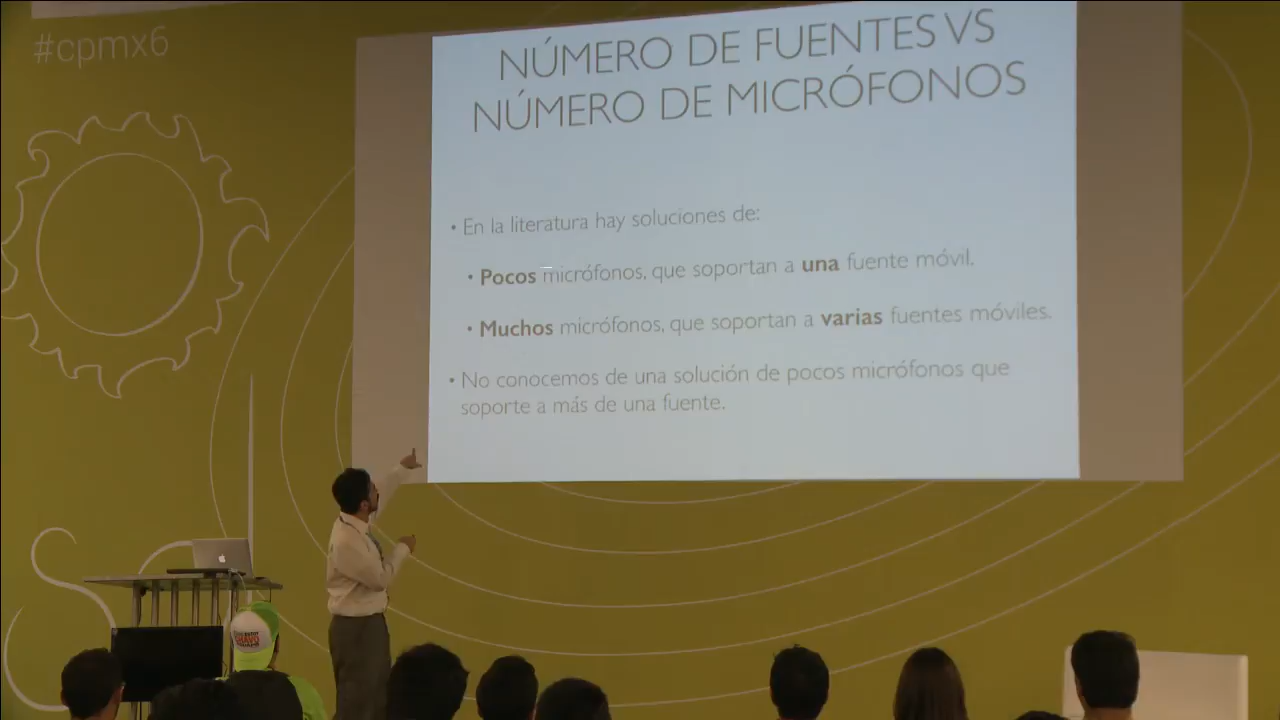 #cpmx6
NÚMERO DE FUENTES VS
NÚMERO DE MICRÓFONOS
• En la literatura hay soluciones de:
• Pocos micrófonos, que soportan a una fuente móvil.
• Muchos micrófonos, que soportan a varias fuentes móviles.
• No conocemos de una solución de pocos micrófonos que
soporte a más de una fuente.